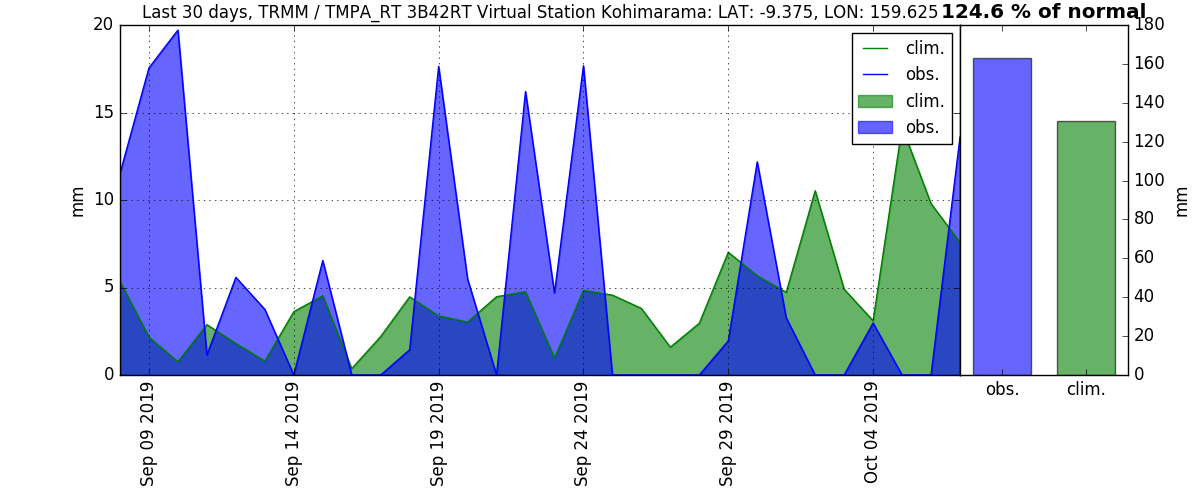 Last 30 days, TRMM / TMPA_RT 3B42RT Virtual Station Kohimarama: LAT: -9.375, LON: 159.625
124.6 % of normal
20
15
10
5
0
mm
clim.
obs.
clim.
obs.
180
160
140
120
100
80
60
40
20
0
mm
Sep 09 2019
Sep 14 2019
Sep 19 2019
Sep 24 2019
Sep 29 2019
Oct 04 2019
obs.
clim.